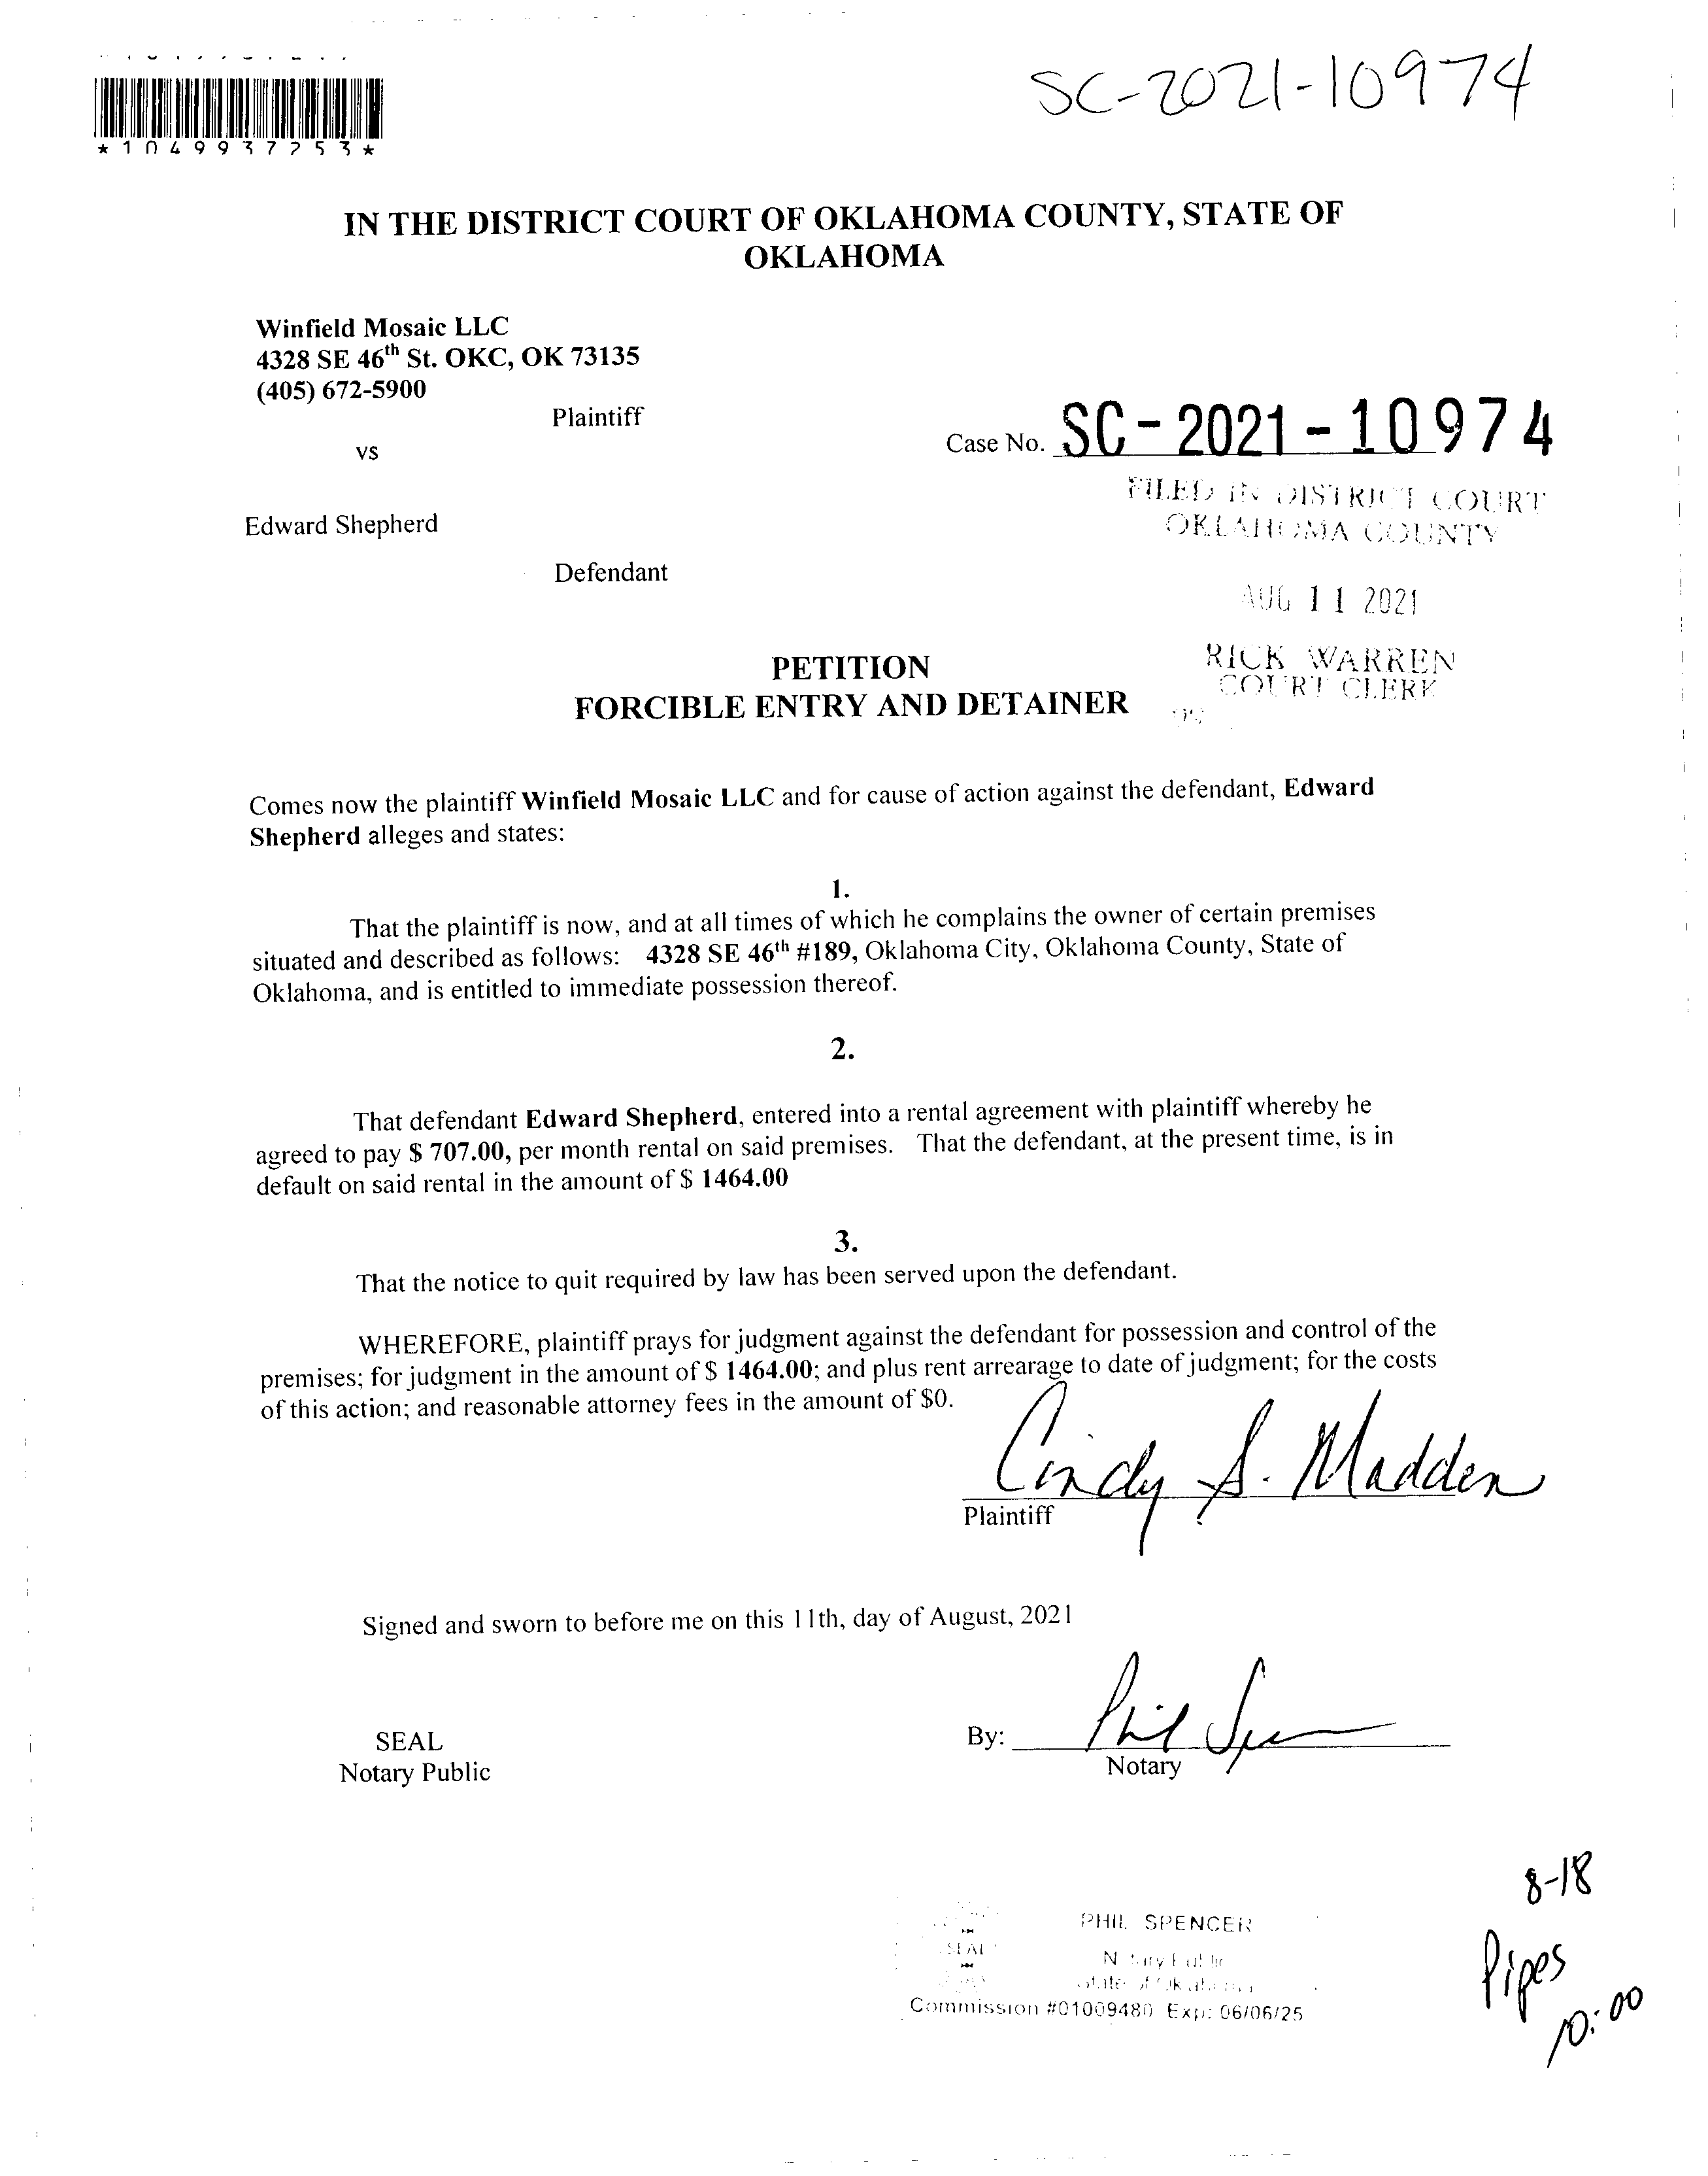 SC-2021-10974
*1049937253*
IN THE DISTRICT COURT OF OKLAHOMA COUNTY, STATE OF
OKLAHOMA
Winfield Mosaic LLC
4328 SE 46th St. OKC, OK 73135
(405) 672-5900
Plaintiff
vs
Case No. SC-2021-10974
FILED IN DISTRICT COURT
OKLAHOMA COUNTY
Edward Shepherd
Defendant
AUG 11 2021
RICK WARREN
COURT CLERK
PETITION
FORCIBLE ENTRY AND DETAINER
Comes now the plaintiff Winfield Mosaic LLC and for cause of action against the defendant, Edward
Shepherd alleges and states:
1.
That the plaintiff is now, and at all times of which he complains the owner of certain premises
situated and described as follows: 4328 SE 46th #189, Oklahoma City, Oklahoma County, State of
Oklahoma, and is entitled to immediate possession thereof.
2.
That defendant Edward Shepherd, entered into a rental agreement with plaintiff whereby he
agreed to pay $ 707.00, per month rental on said premises. That the defendant, at the present time, is in
default on said rental in the amount of $ 1464.00
3.
That the notice to quit required by law has been served upon the defendant.
WHEREFORE, plaintiff prays for judgment against the defendant for possession and control of the
premises; for judgment in the amount of $ 1464.00; and plus rent arrearage to date of judgment; for the costs
of this action; and reasonable attorney fees in the amount of $0.
Cindy S. Madden
Plaintiff
Signed and sworn to before me on this 11th, day of August, 2021
SEAL
Notary Public
By: Phil Spencer
Notary
8-18
Pipes
10:00
PHIL SPENCER
SEAL
Notary Public
State of Oklahoma
Commission #01009480 Exp: 06/06/25